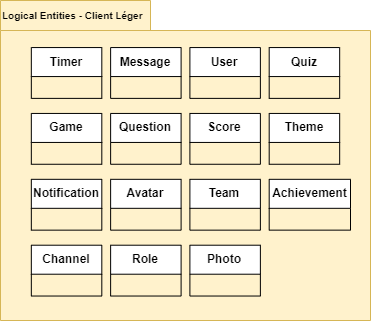 Logical Entities - Client Léger
Timer Message User Quiz
Game Question Score Theme
Notification Avatar Team Achievement
Channel Role Photo